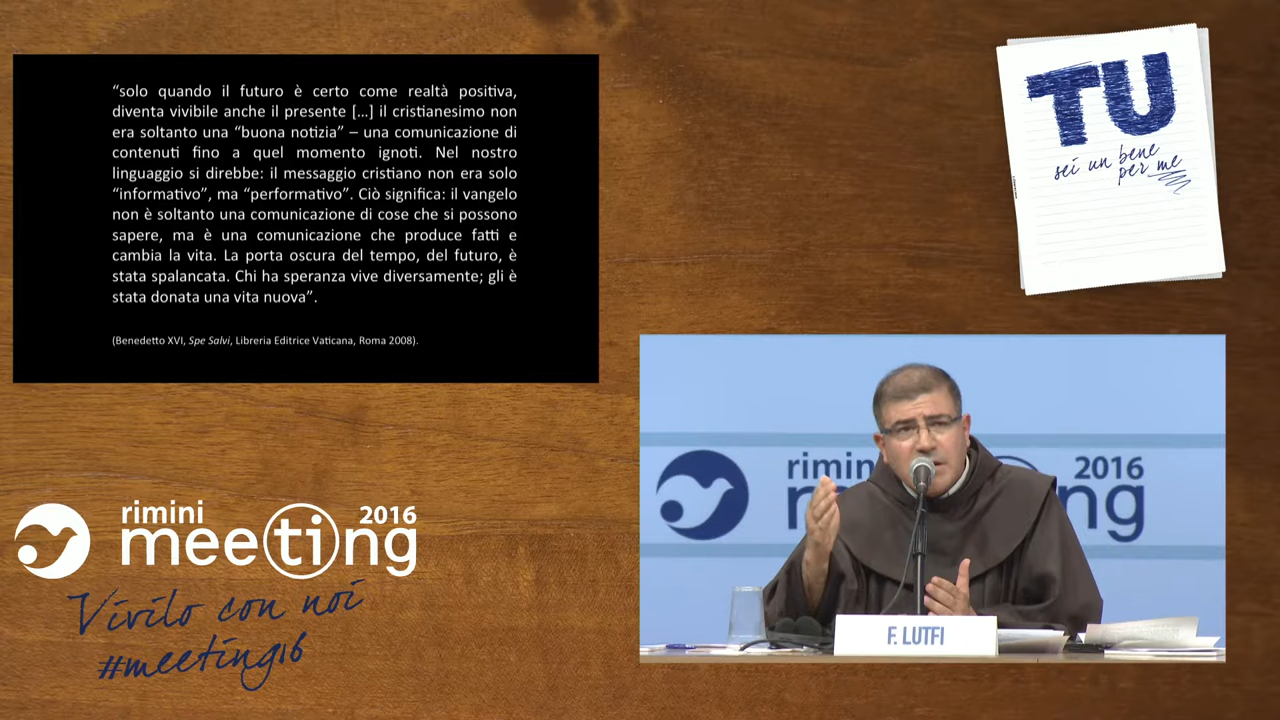 “solo quando il futuro è certo come realtà positiva,
diventa vivibile anche il presente […] il cristianesimo non
era soltanto una “buona notizia” – una comunicazione di
contenuti fino a quel momento ignoti. Nel nostro
linguaggio si direbbe: il messaggio cristiano non era solo
“informativo”, ma “performativo”. Ciò significa: il vangelo
non è soltanto una comunicazione di cose che si possono
sapere, ma è una comunicazione che produce fatti e
cambia la vita. La porta oscura del tempo, del futuro, è
stata spalancata. Chi ha speranza vive diversamente; gli è
stata donata una vita nuova”.
(Benedetto XVI, Spe Salvi, Libreria Editrice Vaticana, Roma 2008).
TU
sei un bene
per me
rimini 2016
meeting
Vivilo con noi
#meeting16
rimin 2016
m ng
F. LUTFI